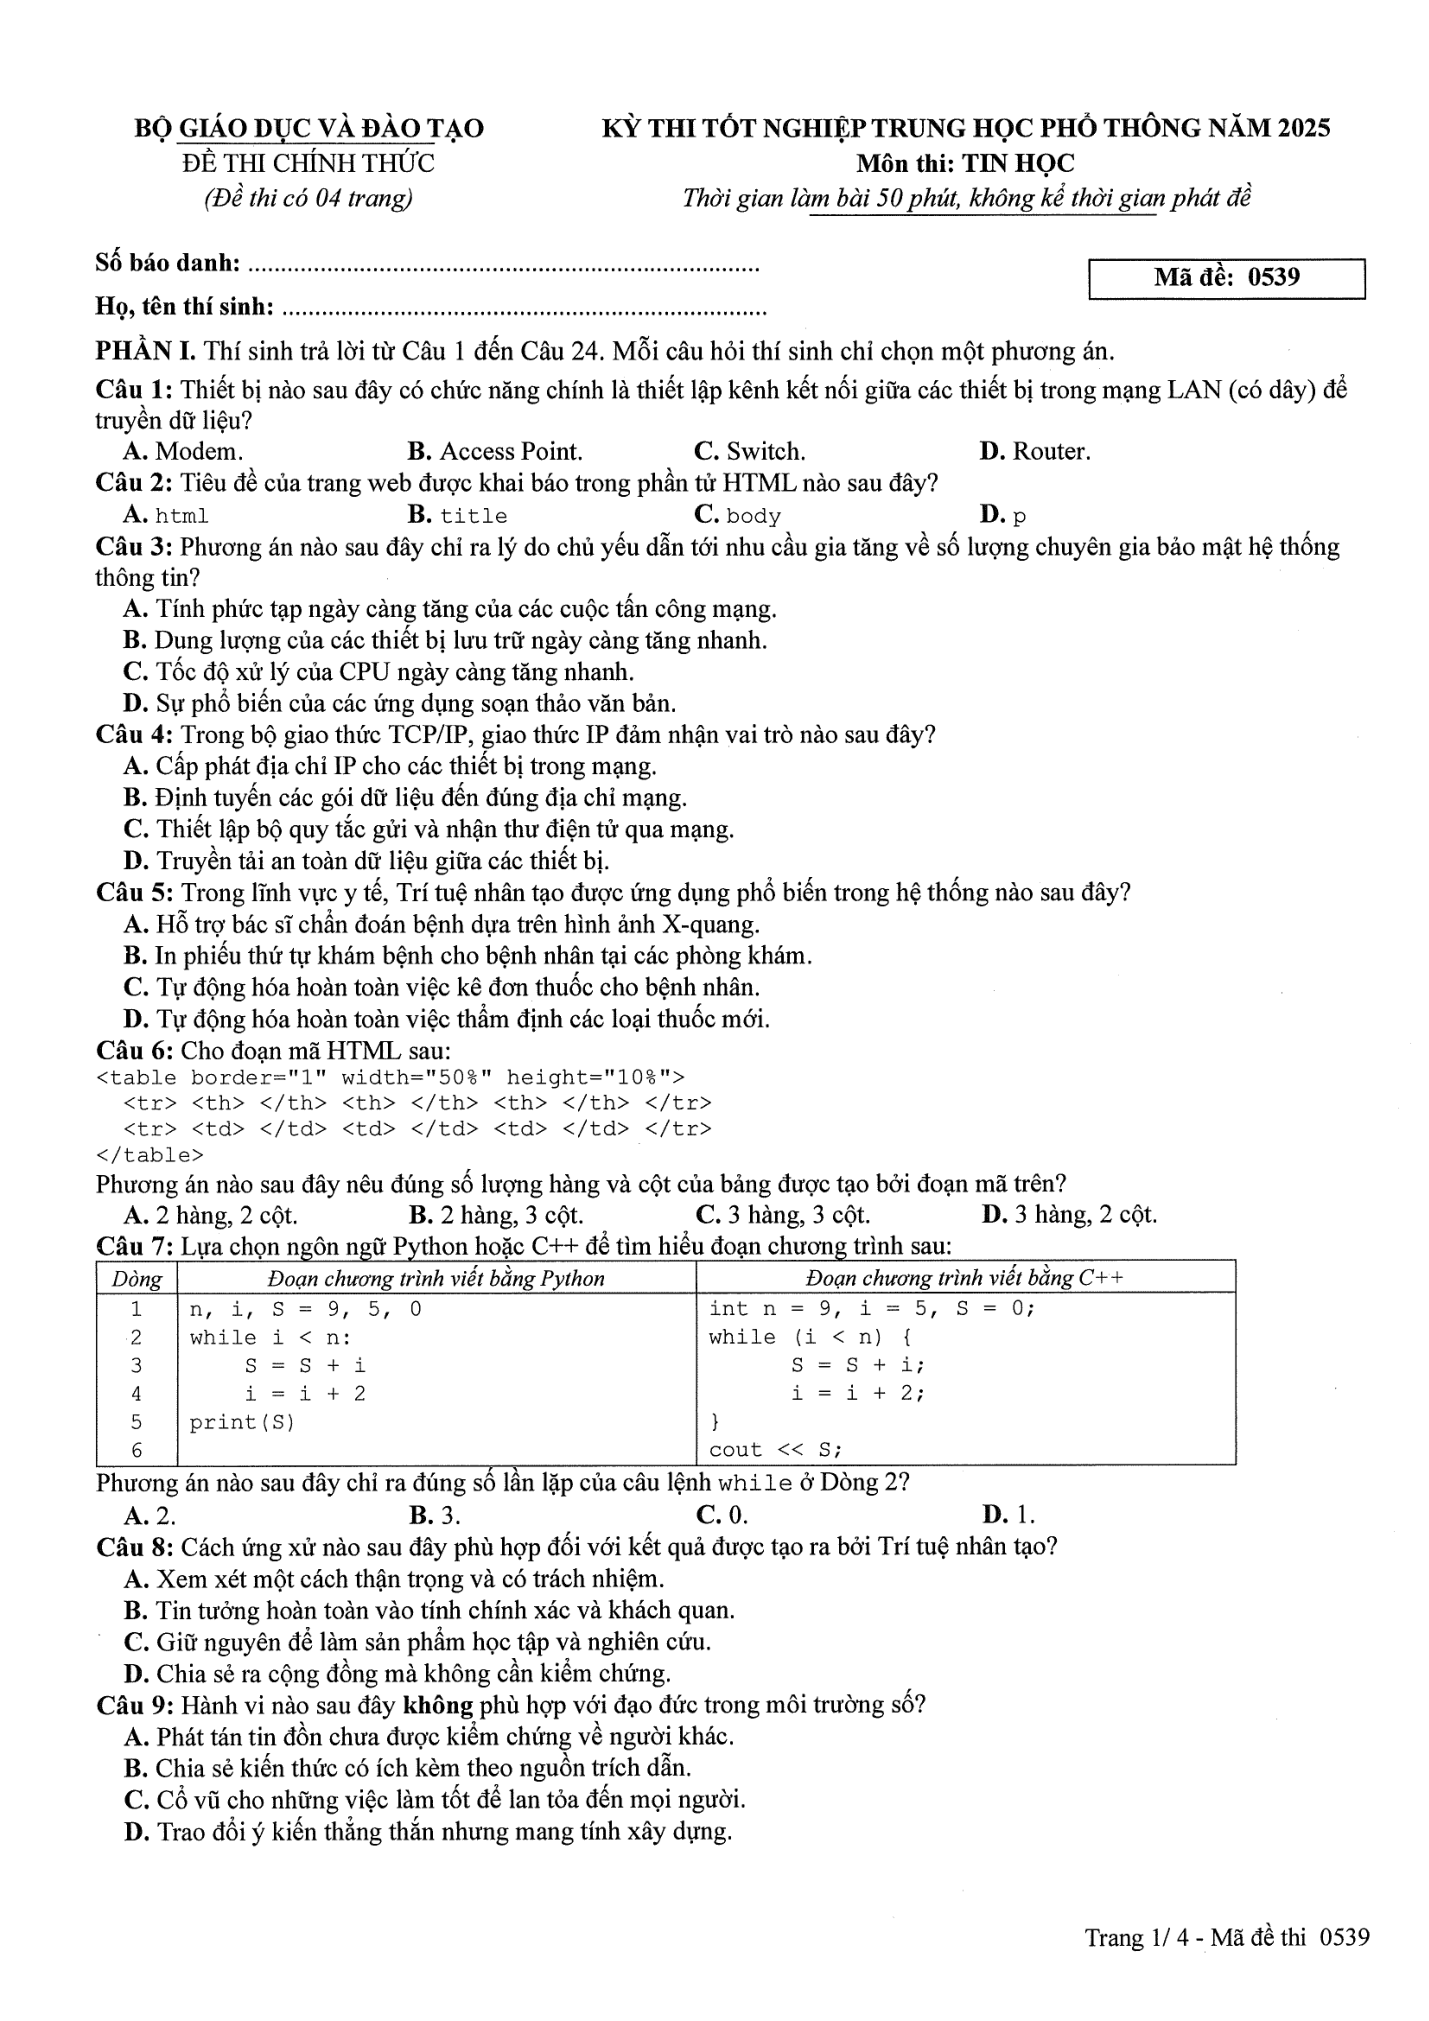 BỘ GIÁO DỤC VÀ ĐÀO TẠO
ĐỀ THI CHÍNH THỨC
(Đề thi có 04 trang)
KỲ THI TỐT NGHIỆP TRUNG HỌC PHỔ THÔNG NĂM 2025
Môn thi: TIN HỌC
Thời gian làm bài 50 phút, không kể thời gian phát đề
Số báo danh: ..............................................................................
Họ, tên thí sinh: ..........................................................................
Mã đề: 0539
PHẦN I. Thí sinh trả lời từ Câu 1 đến Câu 24. Mỗi câu hỏi thí sinh chỉ chọn một phương án.
Câu 1: Thiết bị nào sau đây có chức năng chính là thiết lập kênh kết nối giữa các thiết bị trong mạng LAN (có dây) để
truyền dữ liệu?
A. Modem. B. Access Point. C. Switch. D. Router.
Câu 2: Tiêu đề của trang web được khai báo trong phần tử HTML nào sau đây?
A. html B. title C. body D. p
Câu 3: Phương án nào sau đây chỉ ra lý do chủ yếu dẫn tới nhu cầu gia tăng về số lượng chuyên gia bảo mật hệ thống
thông tin?
A. Tính phức tạp ngày càng tăng của các cuộc tấn công mạng.
B. Dung lượng của các thiết bị lưu trữ ngày càng tăng nhanh.
C. Tốc độ xử lý của CPU ngày càng tăng nhanh.
D. Sự phổ biến của các ứng dụng soạn thảo văn bản.
Câu 4: Trong bộ giao thức TCP/IP, giao thức IP đảm nhận vai trò nào sau đây?
A. Cấp phát địa chỉ IP cho các thiết bị trong mạng.
B. Định tuyến các gói dữ liệu đến đúng địa chỉ mạng.
C. Thiết lập bộ quy tắc gửi và nhận thư điện tử qua mạng.
D. Truyền tải an toàn dữ liệu giữa các thiết bị.
Câu 5: Trong lĩnh vực y tế, Trí tuệ nhân tạo được ứng dụng phổ biến trong hệ thống nào sau đây?
A. Hỗ trợ bác sĩ chẩn đoán bệnh dựa trên hình ảnh X-quang.
B. In phiếu thứ tự khám bệnh cho bệnh nhân tại các phòng khám.
C. Tự động hóa hoàn toàn việc kê đơn thuốc cho bệnh nhân.
D. Tự động hóa hoàn toàn việc thẩm định các loại thuốc mới.
Câu 6: Cho đoạn mã HTML sau:
<table border="1" width="50%" height="10%">
<tr> <th> </th> <th> </th> <th> </th> </tr>
<tr> <td> </td> <td> </td> <td> </td> </tr>
</table>
Phương án nào sau đây nêu đúng số lượng hàng và cột của bảng được tạo bởi đoạn mã trên?
A. 2 hàng, 2 cột. B. 2 hàng, 3 cột. C. 3 hàng, 3 cột. D. 3 hàng, 2 cột.
Câu 7: Lựa chọn ngôn ngữ Python hoặc C++ để tìm hiểu đoạn chương trình sau:
Dòng Đoạn chương trình viết bằng Python Đoạn chương trình viết bằng C++
1 n, i, S = 9, 5, 0 int n = 9, i = 5, S = 0;
2 while i < n: while (i < n) {
3 S = S + i S = S + i;
4 i = i + 2 i = i + 2;
5 print(S) }
6 cout << S;
Phương án nào sau đây chỉ ra đúng số lần lặp của câu lệnh while ở Dòng 2?
A. 2. B. 3. C. 0. D. 1.
Câu 8: Cách ứng xử nào sau đây phù hợp đối với kết quả được tạo ra bởi Trí tuệ nhân tạo?
A. Xem xét một cách thận trọng và có trách nhiệm.
B. Tin tưởng hoàn toàn vào tính chính xác và khách quan.
C. Giữ nguyên để làm sản phẩm học tập và nghiên cứu.
D. Chia sẻ ra cộng đồng mà không cần kiểm chứng.
Câu 9: Hành vi nào sau đây không phù hợp với đạo đức trong môi trường số?
A. Phát tán tin đồn chưa được kiểm chứng về người khác.
B. Chia sẻ kiến thức có ích kèm theo nguồn trích dẫn.
C. Cổ vũ cho những việc làm tốt để lan tỏa đến mọi người.
D. Trao đổi ý kiến thẳng thắn nhưng mang tính xây dựng.
Trang 1/ 4 - Mã đề thi 0539